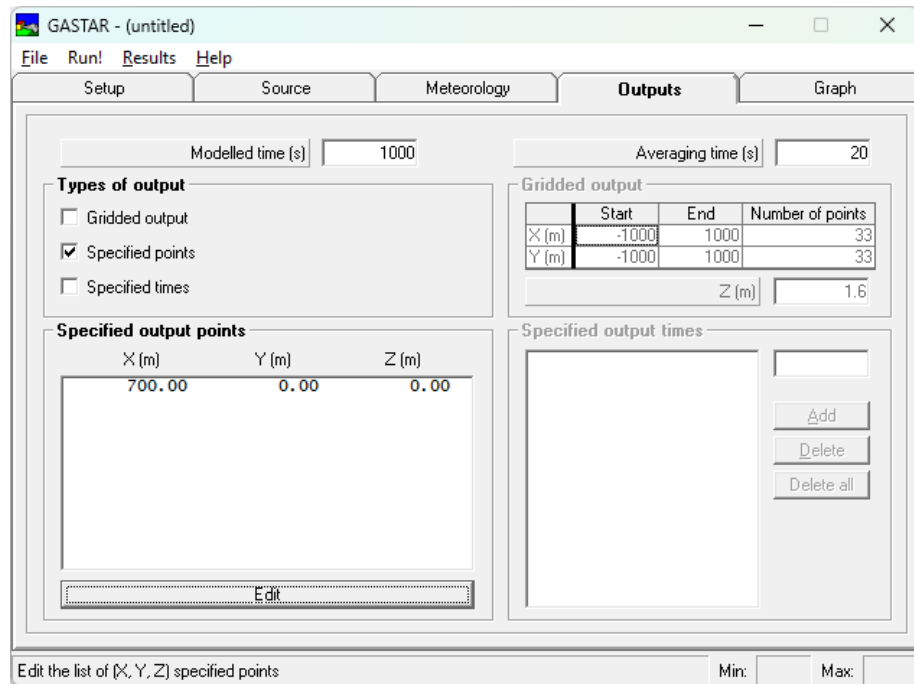 GASTAR - (untitled)
File Run! Results Help
Setup Source Meteorology Outputs Graph
Modelled time (s) 1000
Averaging time (s) 20
Types of output
Gridded output
Specified points
Specified times
Gridded output
Start End Number of points
X (m) -1000 1000 33
Y (m) -1000 1000 33
Z (m) 1.6
Specified output points
X (m) Y (m) Z (m)
700.00 0.00 0.00
Edit
Specified output times
Add
Delete
Delete all
Edit the list of (X, Y, Z) specified points
Min: Max: